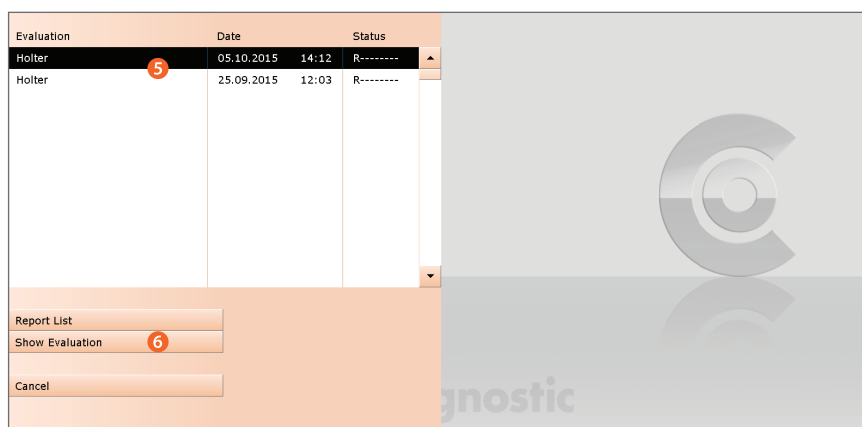 Evaluation Date Status
Holter 5 05.10.2015 14:12 R--------
Holter 25.09.2015 12:03 R--------
Report List
Show Evaluation 6
Cancel
gnostic